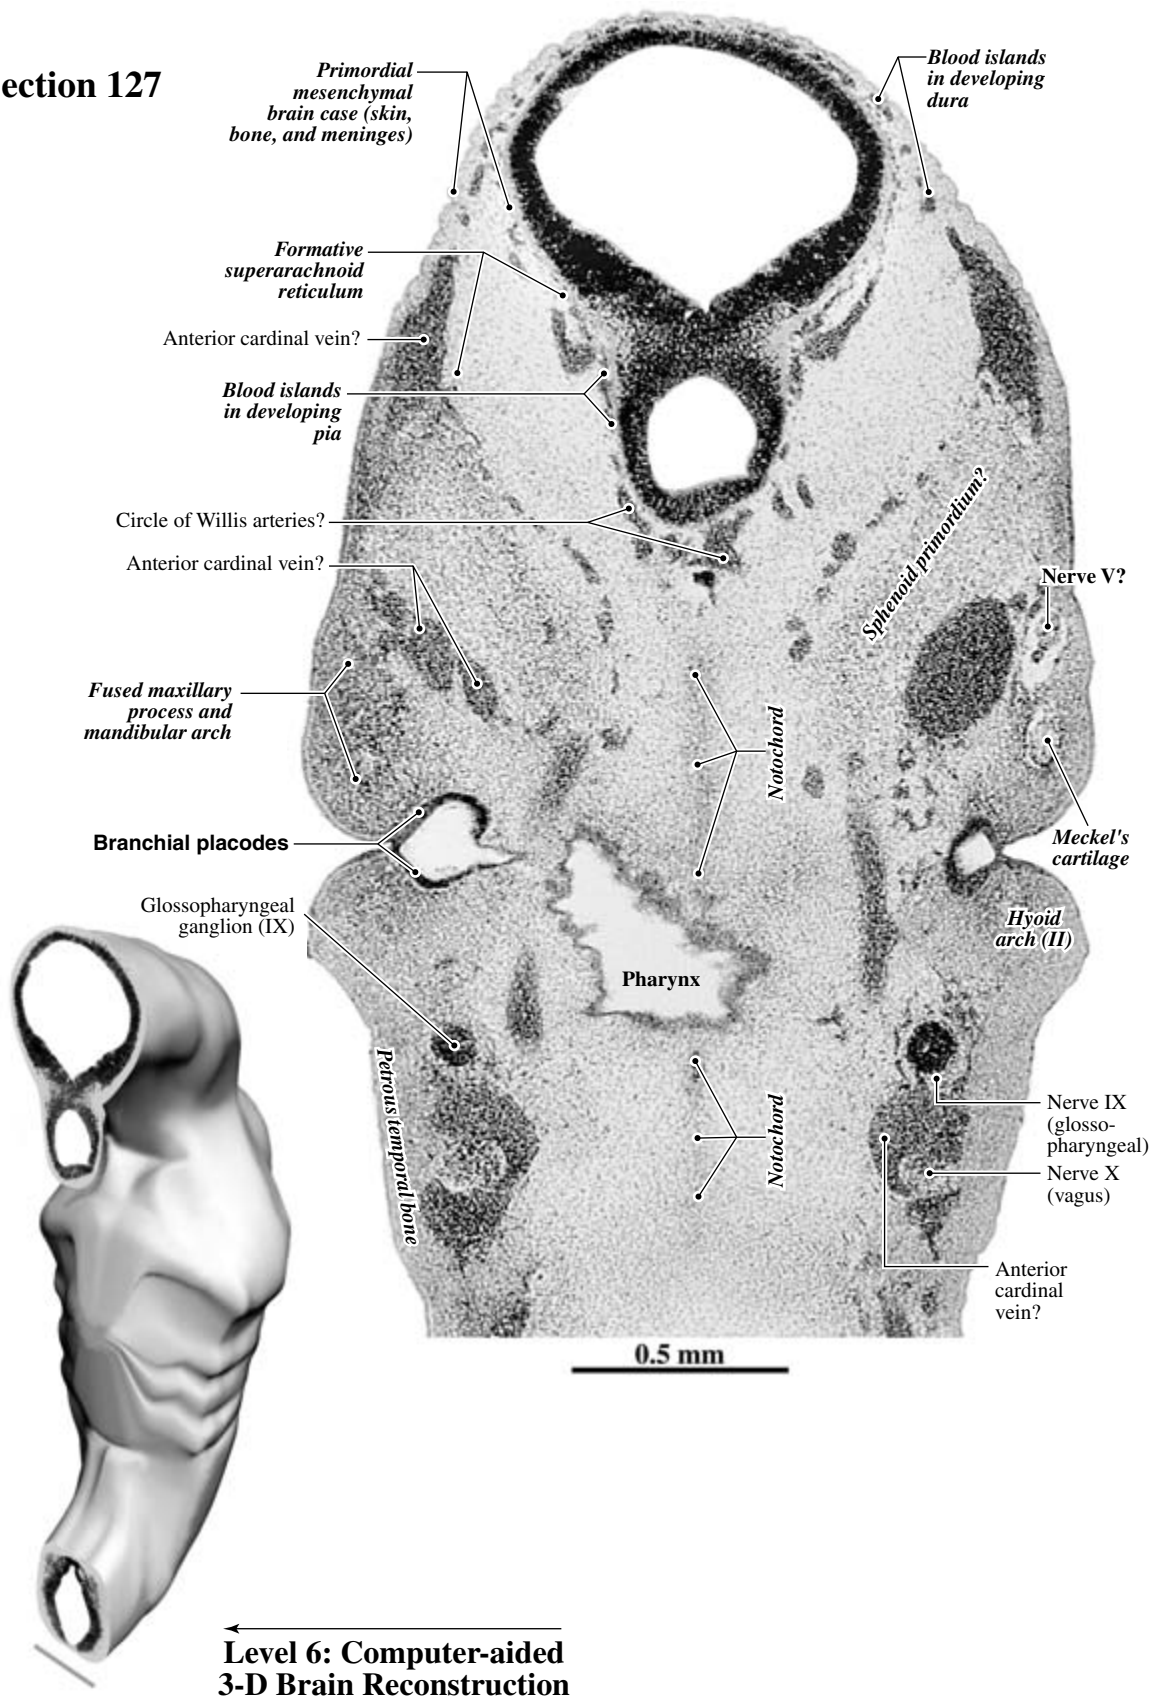 ection 127
Primordial
mesenchymal
brain case (skin,
bone, and meninges)
Blood islands
in developing
dura
Formative
superarachnoid
reticulum
Anterior cardinal vein?
Blood islands
in developing
pia
Circle of Willis arteries?
Anterior cardinal vein?
Sphenoid primordium?
Nerve V?
Fused maxillary
process and
mandibular arch
Notochord
Branchial placodes
Meckel's
cartilage
Glossopharyngeal
ganglion (IX)
Hyoid
arch (II)
Pharynx
Petrous temporal bone
Notochord
Nerve IX
(glosso-
pharyngeal)
Nerve X
(vagus)
Anterior
cardinal
vein?
0.5 mm
Level 6: Computer-aided
3-D Brain Reconstruction